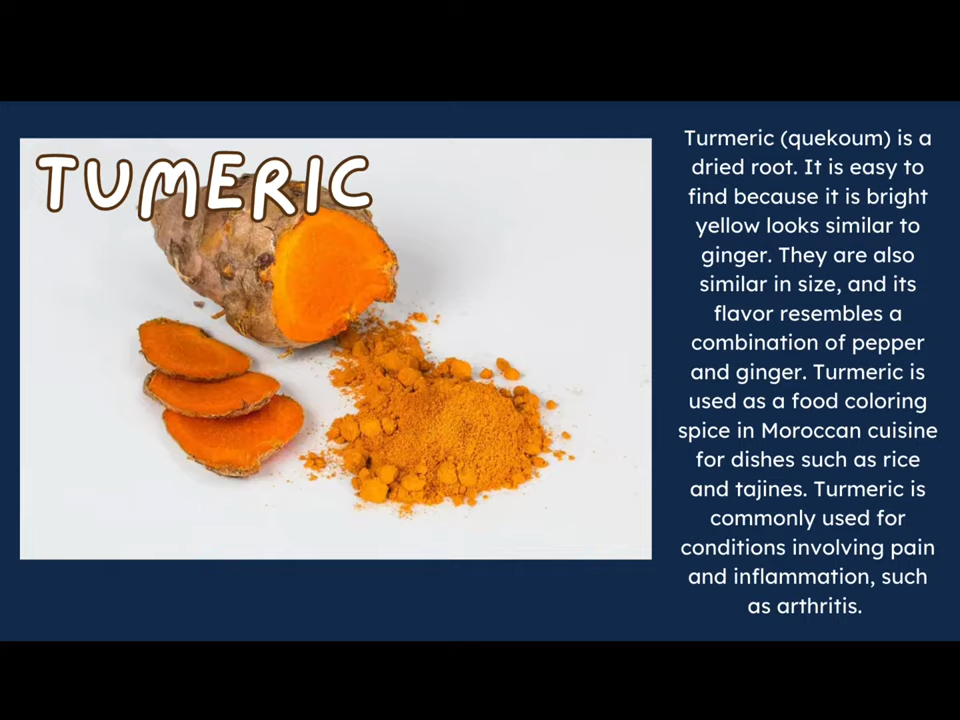 TUMERIC
Turmeric (quekoum) is a
dried root. It is easy to
find because it is bright
yellow looks similar to
ginger. They are also
similar in size, and its
flavor resembles a
combination of pepper
and ginger. Turmeric is
used as a food coloring
spice in Moroccan cuisine
for dishes such as rice
and tajines. Turmeric is
commonly used for
conditions involving pain
and inflammation, such
as arthritis.